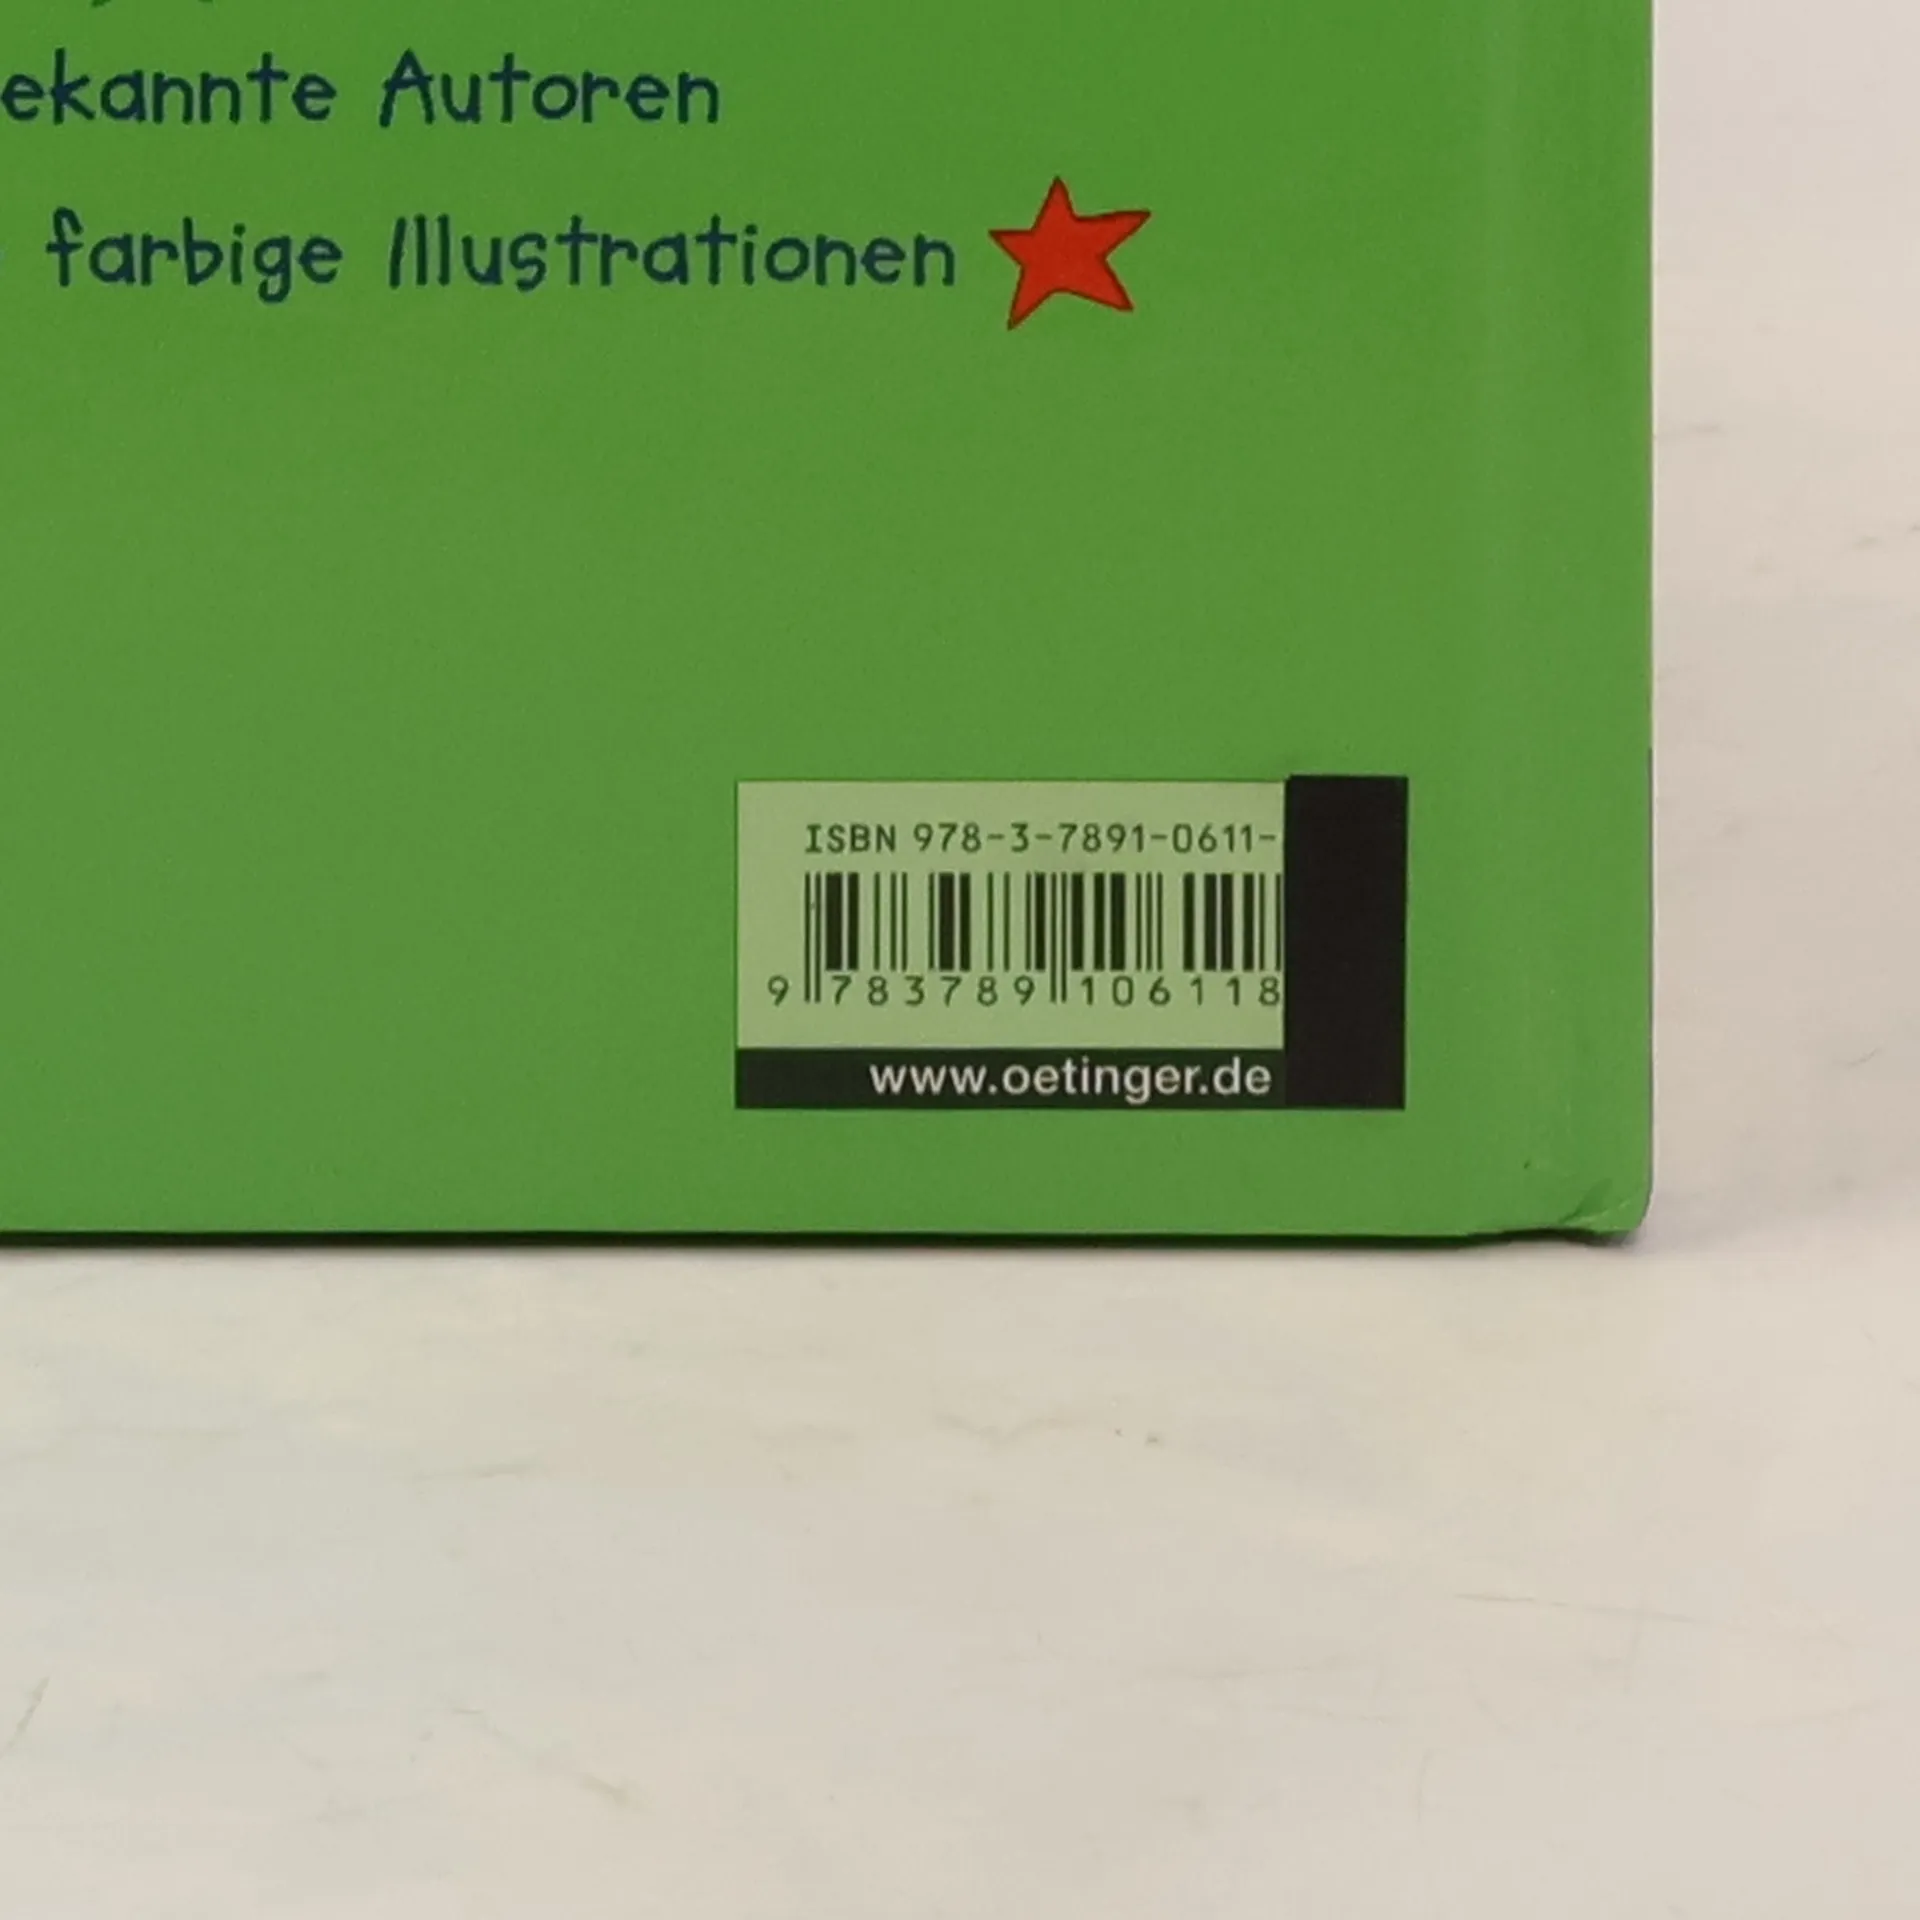 ekannte Autoren
farbige Illustrationen
ISBN 978-3-7891-0611-
9 783789 106118
www.oetinger.de